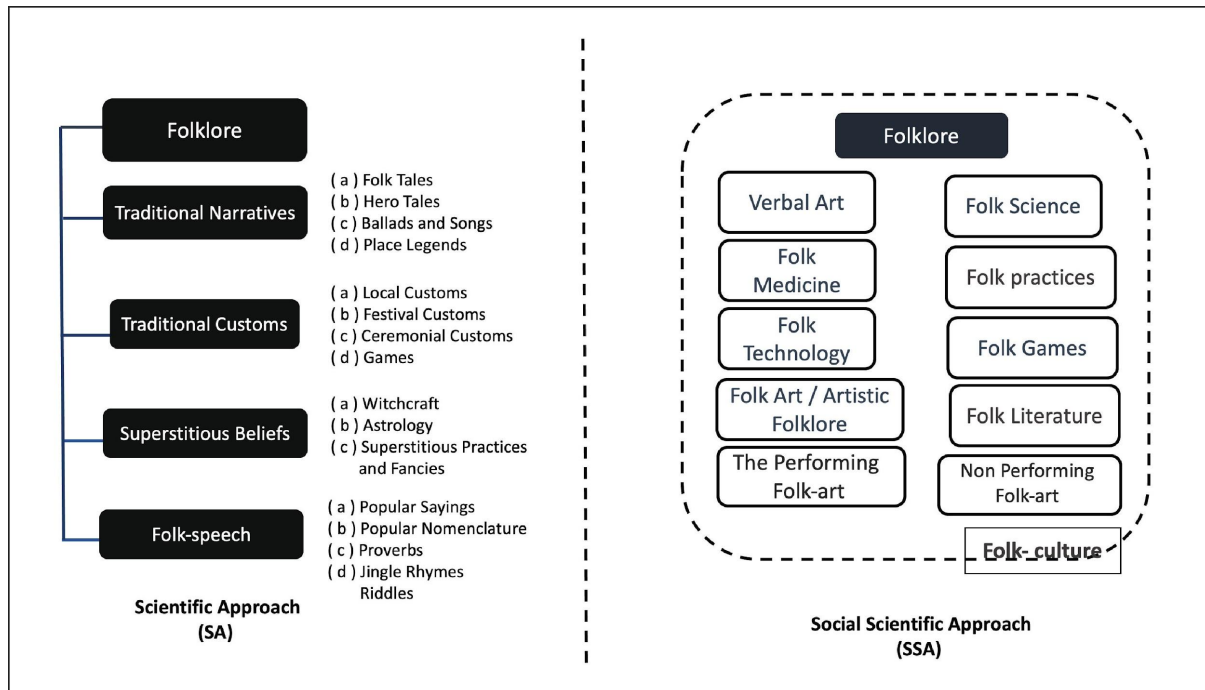 Folklore
Traditional Narratives
( a ) Folk Tales
( b ) Hero Tales
( c ) Ballads and Songs
( d ) Place Legends
Traditional Customs
( a ) Local Customs
( b ) Festival Customs
( c ) Ceremonial Customs
( d ) Games
Superstitious Beliefs
( a ) Witchcraft
( b ) Astrology
( c ) Superstitious Practices
and Fancies
Folk-speech
( a ) Popular Sayings
( b ) Popular Nomenclature
( c ) Proverbs
( d ) Jingle Rhymes
Riddles
Scientific Approach
(SA)
Folklore
Verbal Art
Folk Science
Folk
Medicine
Folk practices
Folk
Technology
Folk Games
Folk Art / Artistic
Folklore
Folk Literature
The Performing
Folk-art
Non Performing
Folk-art
Folk- culture
Social Scientific Approach
(SSA)